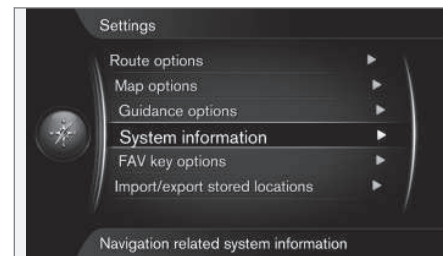 Settings
Route options
Map options
Guidance options
System information
FAV key options
Import/export stored locations
Navigation related system information